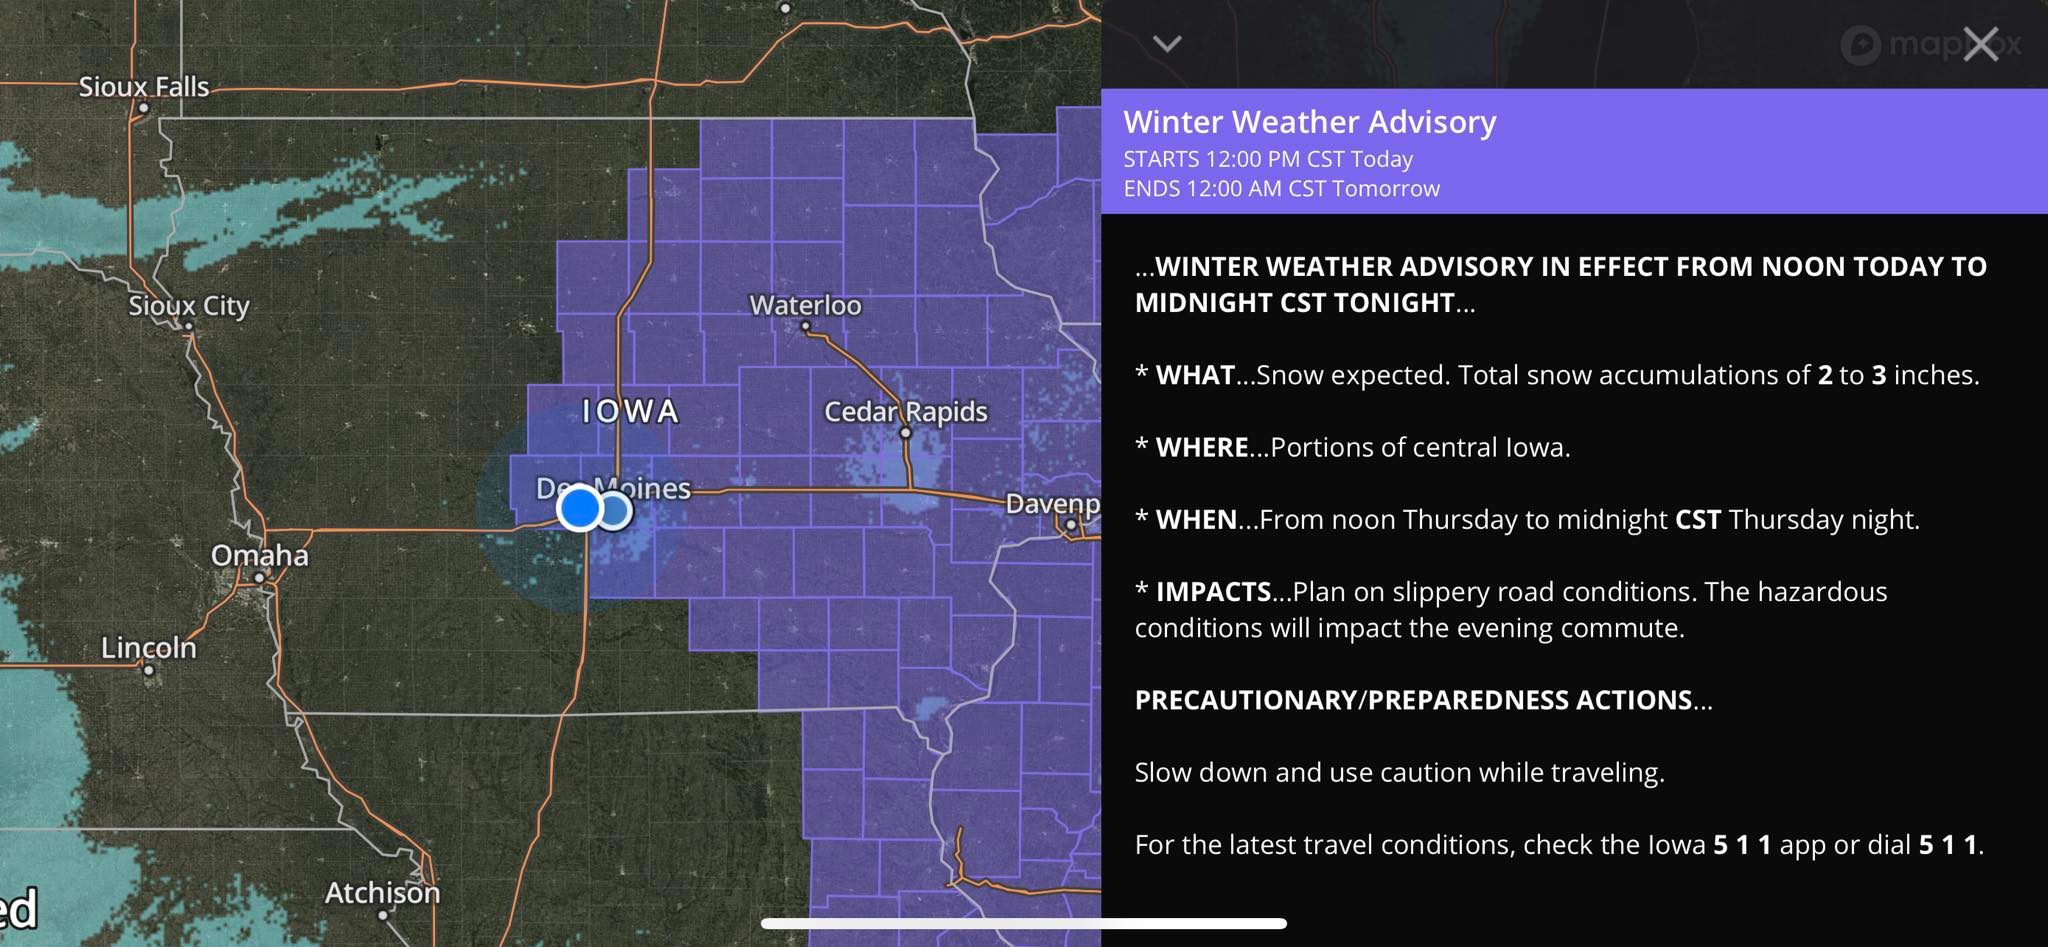 Sioux Falls
Sioux City
Waterloo
IOWA
Cedar Rapids
Moines
Omaha
Lincoln
Atchison
Winter Weather Advisory
STARTS 12:00 PM CST Today
ENDS 12:00 AM CST Tomorrow
...WINTER WEATHER ADVISORY IN EFFECT FROM NOON TODAY TO
MIDNIGHT CST TONIGHT...
* WHAT...Snow expected. Total snow accumulations of 2 to 3 inches.
* WHERE...Portions of central Iowa.
* WHEN...From noon Thursday to midnight CST Thursday night.
* IMPACTS...Plan on slippery road conditions. The hazardous
conditions will impact the evening commute.
PRECAUTIONARY/PREPAREDNESS ACTIONS...
Slow down and use caution while traveling.
For the latest travel conditions, check the Iowa 5 1 1 app or dial 5 1 1.